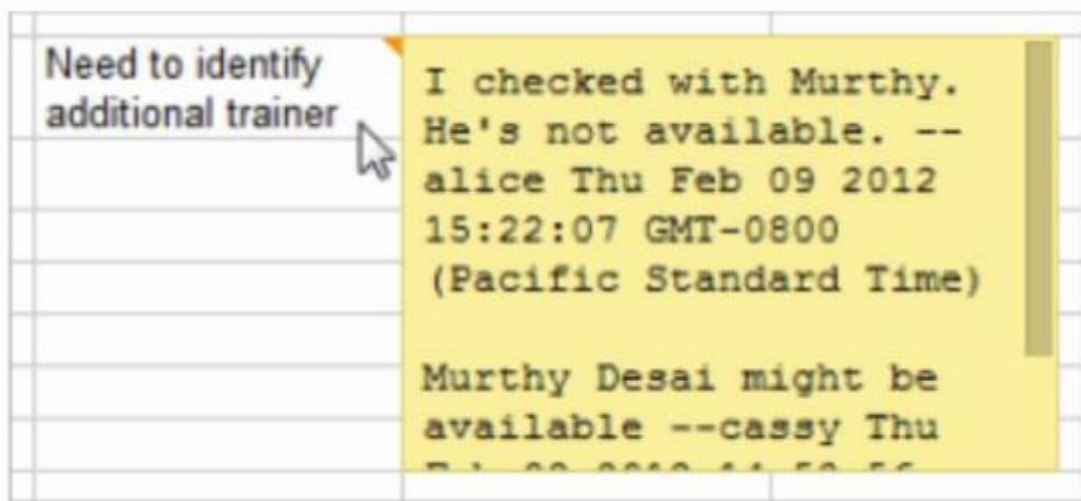 Need to identify
additional trainer
I checked with Murthy.
He's not available. --
alice Thu Feb 09 2012
15:22:07 GMT-0800
(Pacific Standard Time)
Murthy Desai might be
available --cassy Thu